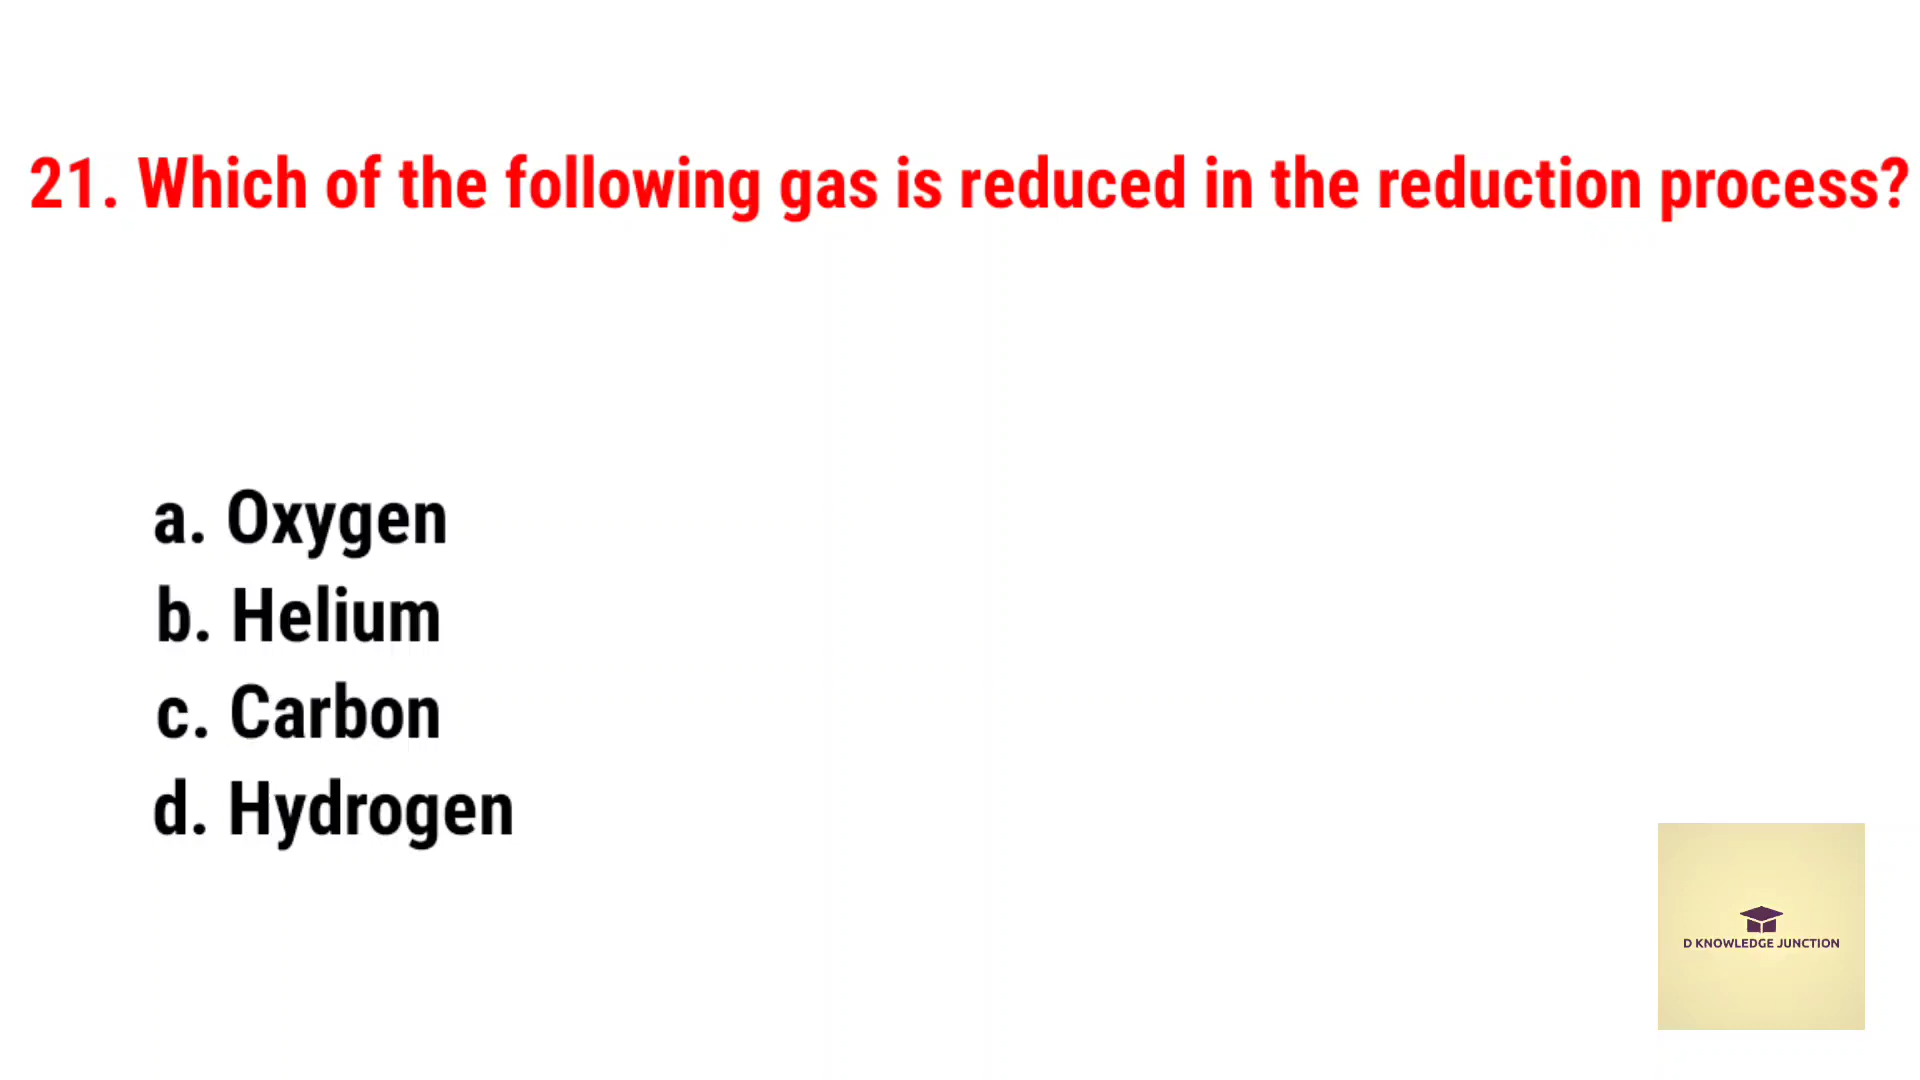 21. Which of the following gas is reduced in the reduction process?
a. Oxygen
b. Helium
c. Carbon
d. Hydrogen
D KNOWLEDGE JUNCTION